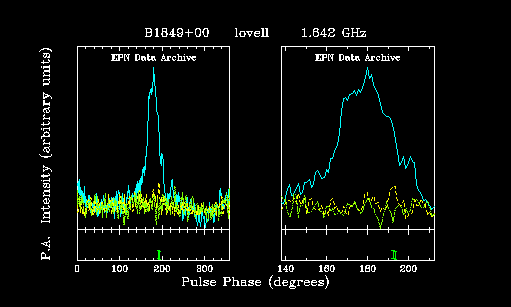 B1849+00 lovell 1.642 GHz
EPN Data Archive EPN Data Archive
P.A. Intensity (arbitrary units)
0 100 200 300 140 160 180 200
Pulse Phase (degrees)